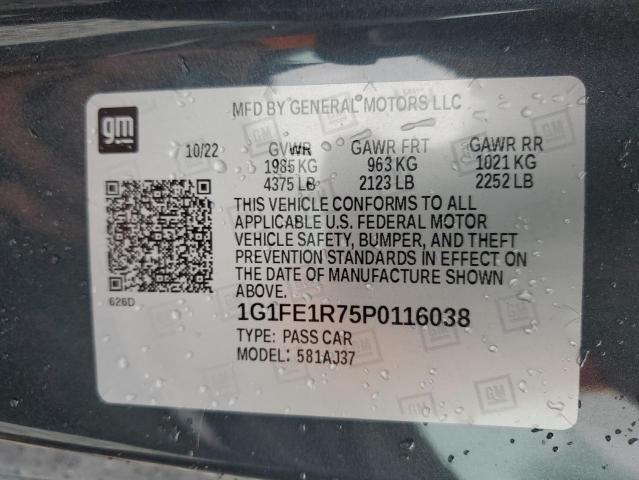 gm
MFD BY GENERAL MOTORS LLC
10/22 GVWR GAWR FRT GAWR RR
1985 KG 963 KG 1021 KG
4375 LB 2123 LB 2252 LB
THIS VEHICLE CONFORMS TO ALL
APPLICABLE U.S. FEDERAL MOTOR
VEHICLE SAFETY, BUMPER, AND THEFT
PREVENTION STANDARDS IN EFFECT ON
THE DATE OF MANUFACTURE SHOWN
ABOVE.
626D
1G1FE1R75P0116038
TYPE: PASS CAR
MODEL: 581AJ37